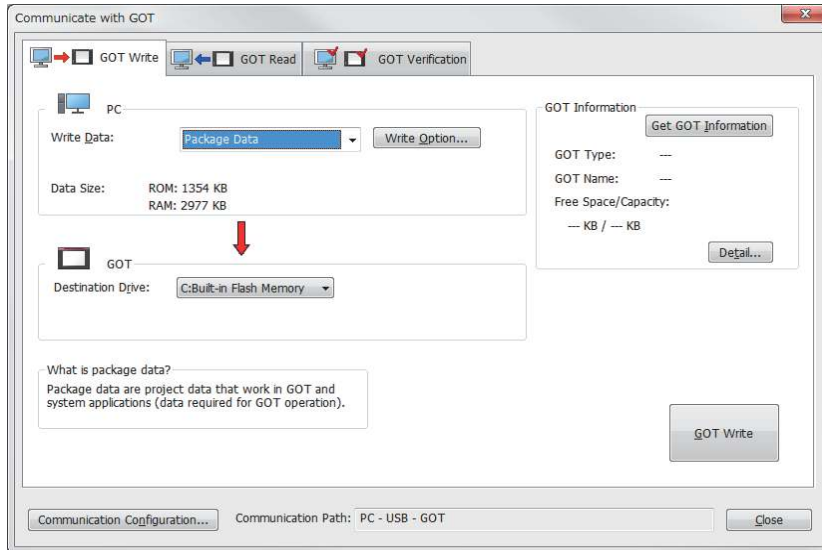 Communicate with GOT
GOT Write
GOT Read
GOT Verification
PC
Write Data:
Package Data
Write Option...
Data Size:
ROM: 1354 KB
RAM: 2977 KB
GOT
Destination Drive:
C:Built-in Flash Memory
What is package data?
Package data are project data that work in GOT and
system applications (data required for GOT operation).
GOT Information
Get GOT Information
GOT Type: ---
GOT Name: ---
Free Space/Capacity:
--- KB / --- KB
Detail...
GOT Write
Communication Configuration...
Communication Path: PC - USB - GOT
Close